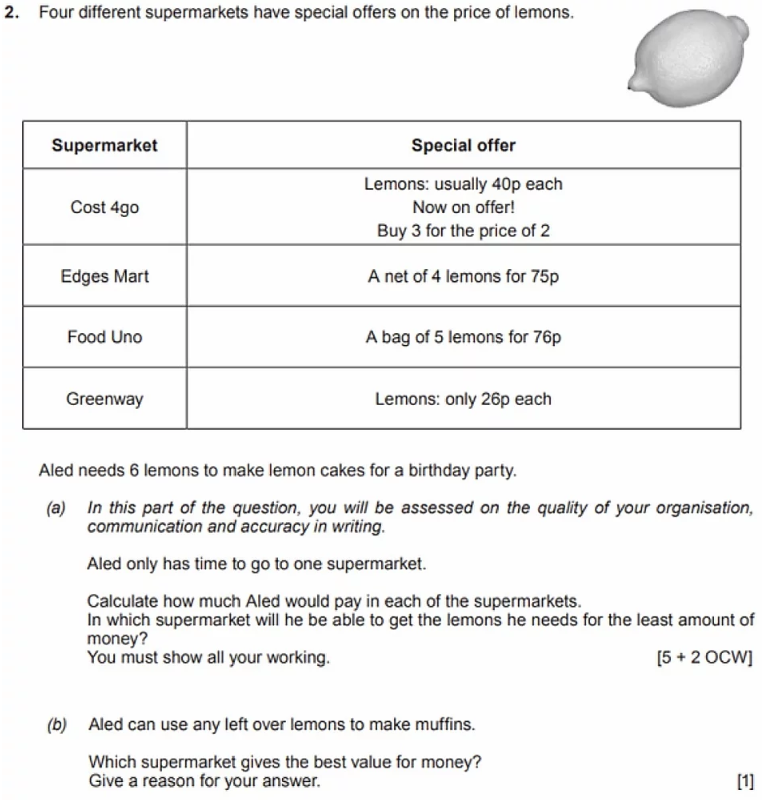 2. Four different supermarkets have special offers on the price of lemons.
Supermarket Special offer
Cost 4go
Lemons: usually 40p each
Now on offer!
Buy 3 for the price of 2
Edges Mart A net of 4 lemons for 75p
Food Uno A bag of 5 lemons for 76p
Greenway Lemons: only 26p each
Aled needs 6 lemons to make lemon cakes for a birthday party.
(a) In this part of the question, you will be assessed on the quality of your organisation,
communication and accuracy in writing.
Aled only has time to go to one supermarket.
Calculate how much Aled would pay in each of the supermarkets.
In which supermarket will he be able to get the lemons he needs for the least amount of
money?
You must show all your working. [5 + 2 OCW]
(b) Aled can use any left over lemons to make muffins.
Which supermarket gives the best value for money?
Give a reason for your answer. [1]